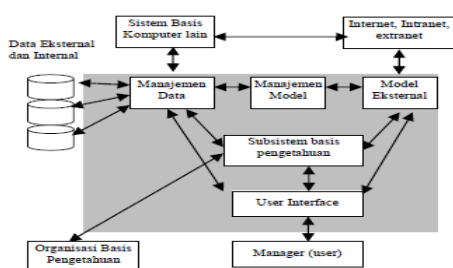 Sistem Basis
Komputer lain
Internet, Intranet,
extranet
Data Eksternal
dan Internal
Manajemen
Data
Manajemen
Model
Model
Eksternal
Subsistem basis
pengetahuan
User Interface
Organisasi Basis
Pengetahuan
Manager (user)